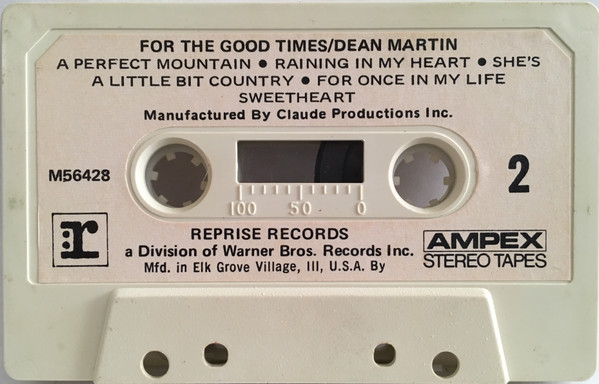 FOR THE GOOD TIMES/DEAN MARTIN
A PERFECT MOUNTAIN • RAINING IN MY HEART • SHE'S
A LITTLE BIT COUNTRY • FOR ONCE IN MY LIFE
SWEETHEART
Manufactured By Claude Productions Inc.
M56428
2
100 50 0
r:
REPRISE RECORDS
a Division of Warner Bros. Records Inc.
Mfd. in Elk Grove Village, Ill, U.S.A. By
AMPEX
STEREO TAPES